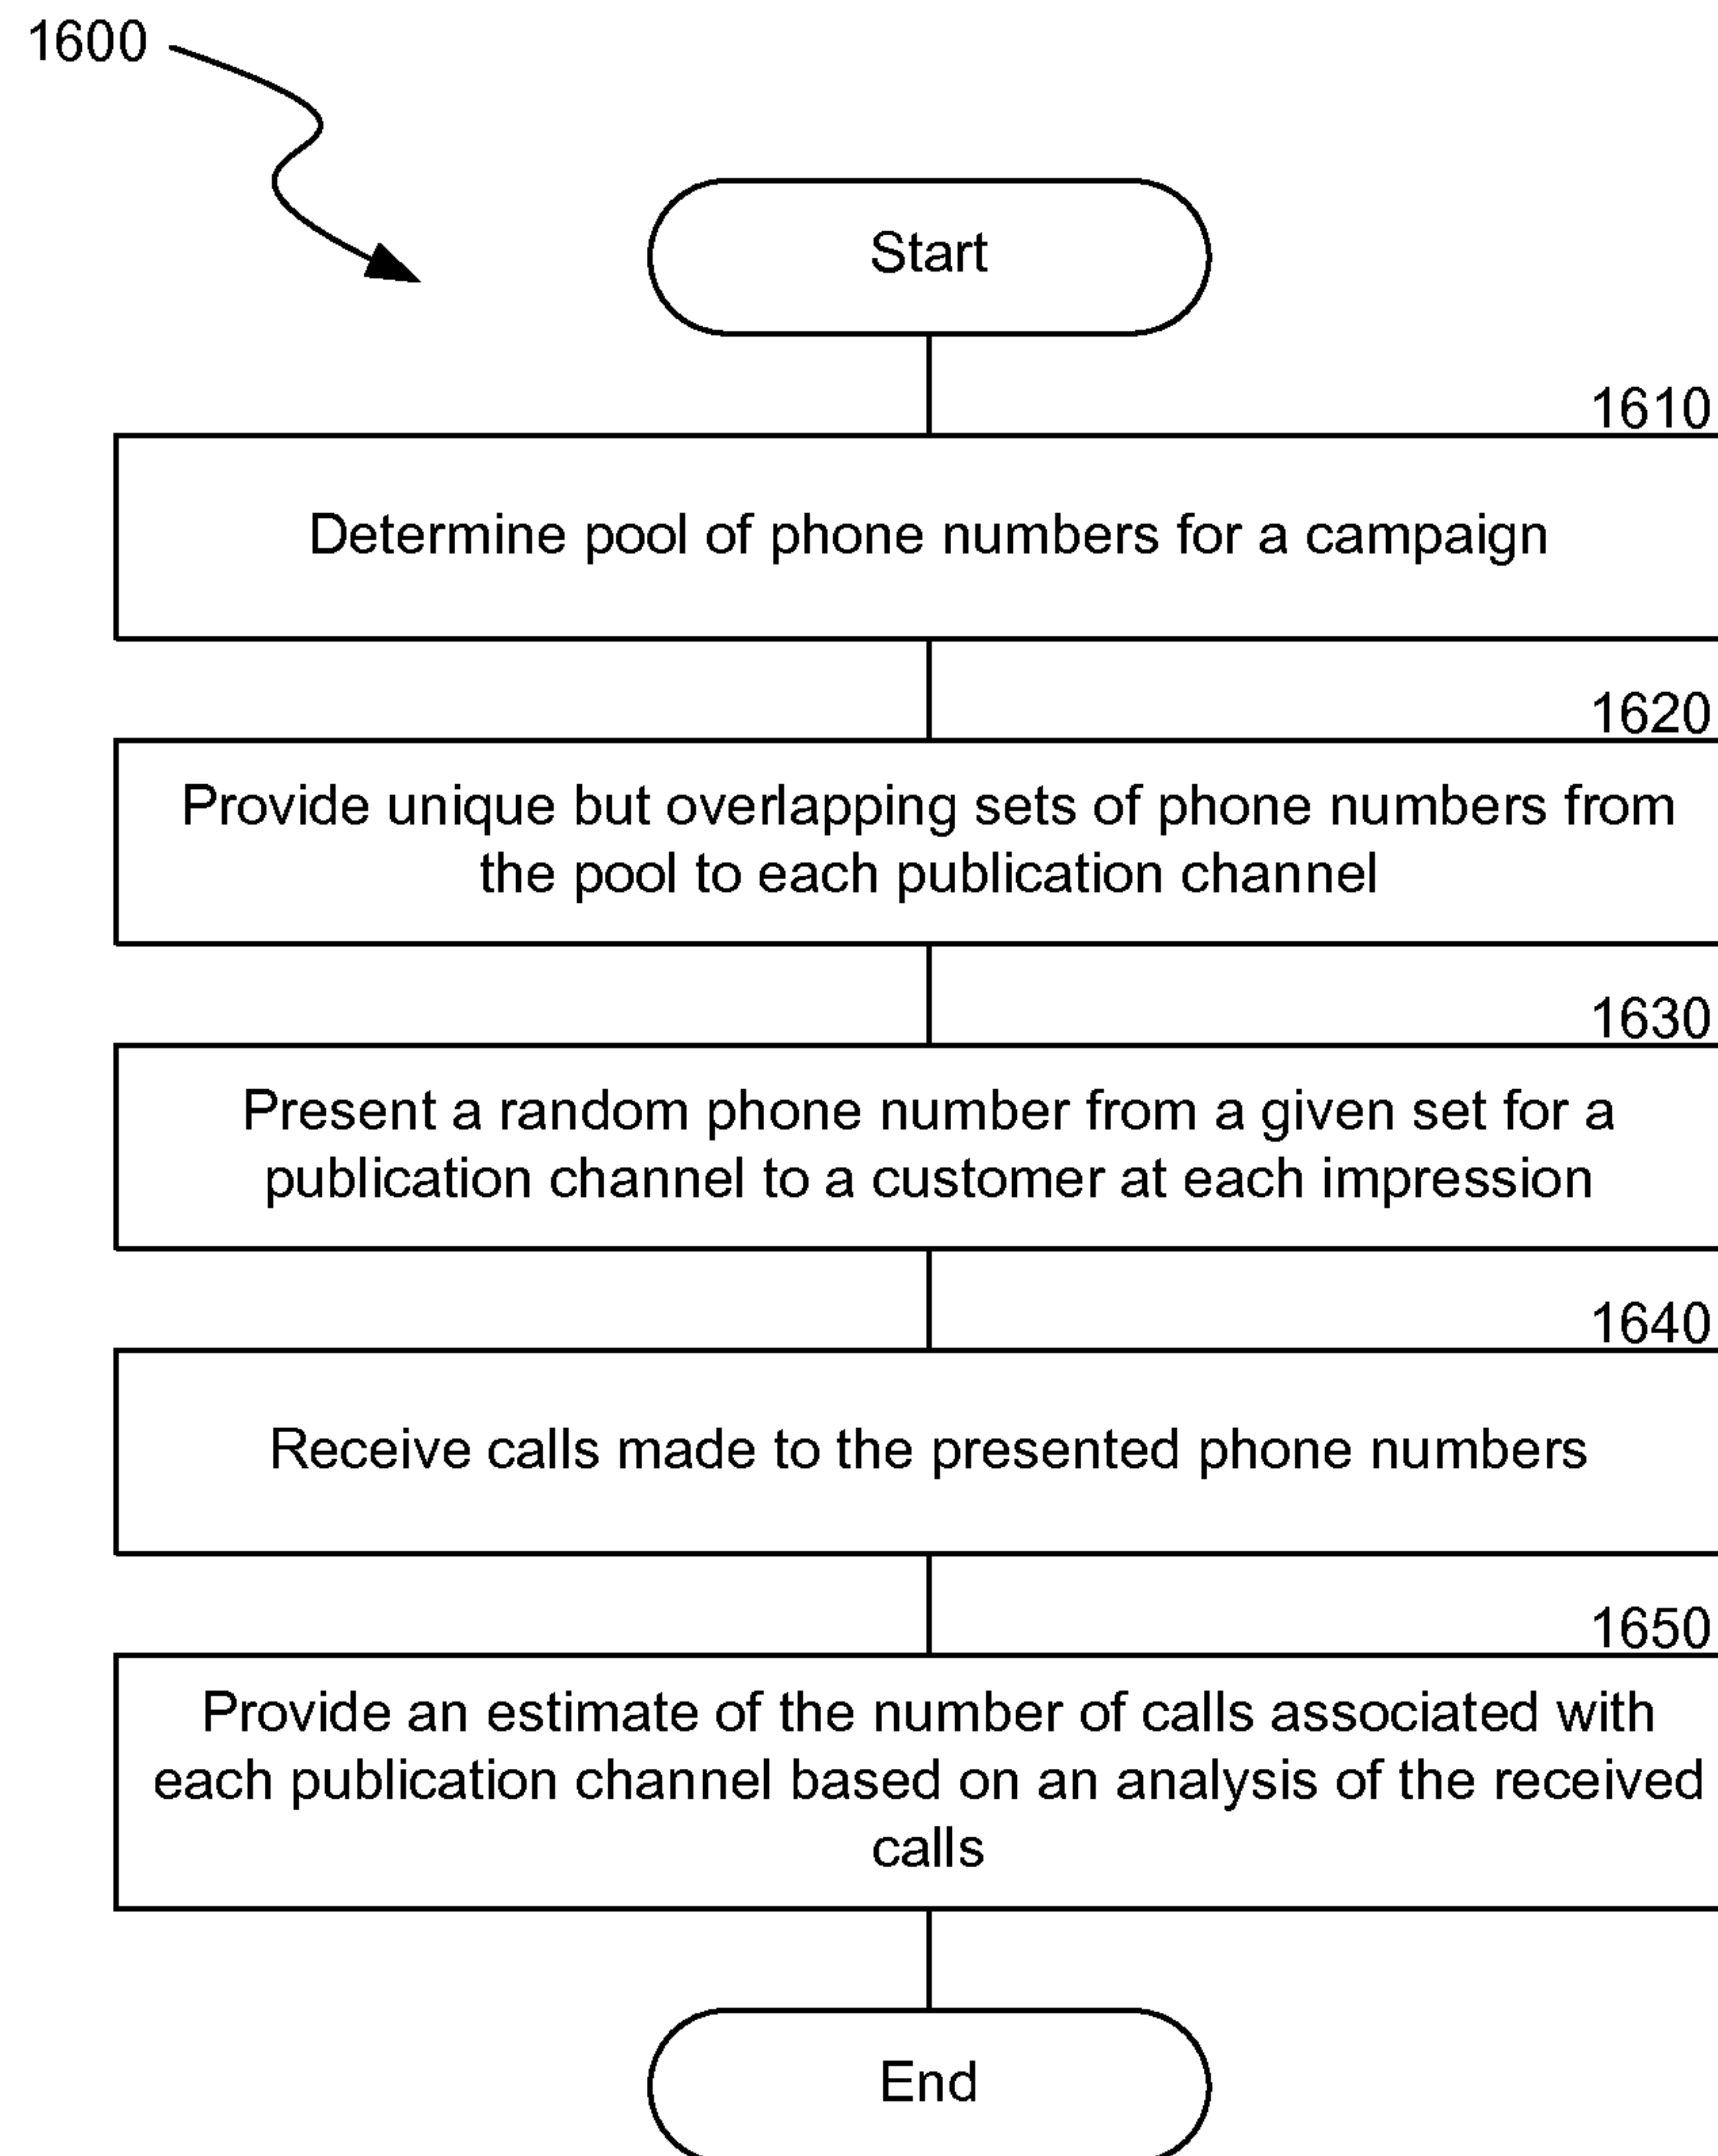 1600
Start
1610
Determine pool of phone numbers for a campaign
1620
Provide unique but overlapping sets of phone numbers from
the pool to each publication channel
1630
Present a random phone number from a given set for a
publication channel to a customer at each impression
1640
Receive calls made to the presented phone numbers
1650
Provide an estimate of the number of calls associated with
each publication channel based on an analysis of the received
calls
End